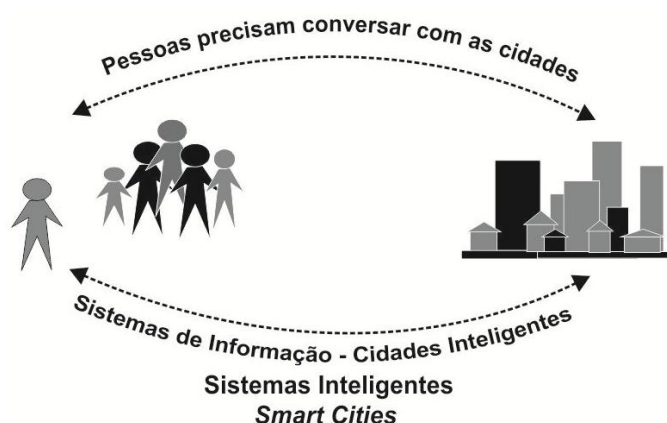 Pessoas precisam conversar com as cidades
Sistemas de Informação - Cidades Inteligentes
Sistemas Inteligentes
Smart Cities